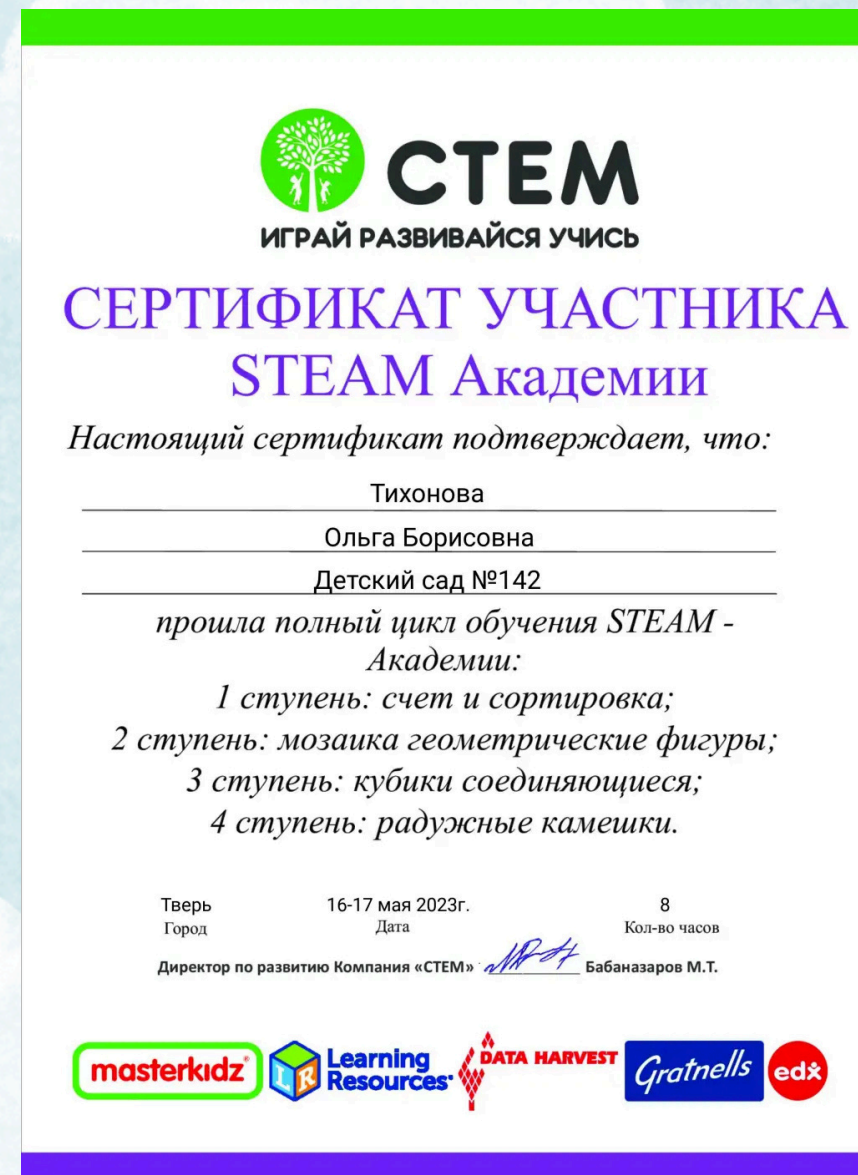 СТЕМ
ИГРАЙ РАЗВИВАЙСЯ УЧИСЬ
СЕРТИФИКАТ УЧАСТНИКА
STEAM Академии
Настоящий сертификат подтверждает, что:
Тихонова
Ольга Борисовна
Детский сад №142
прошла полный цикл обучения STEAM -
Академии:
1 ступень: счет и сортировка;
2 ступень: мозаика геометрические фигуры;
3 ступень: кубики соединяющиеся;
4 ступень: радужные камешки.
Тверь 16-17 мая 2023г. 8
Город Дата Кол-во часов
Директор по развитию Компания «СТЕМ» Бабаназаров М.Т.
masterkidz® LR Learning Resources® DATA HARVEST Gratnells edx